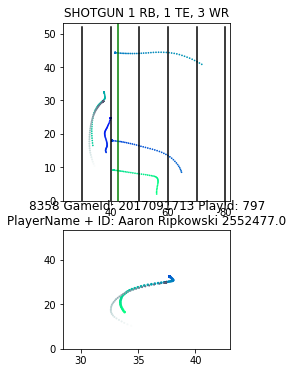 SHOTGUN 1 RB, 1 TE, 3 WR
50
40
30
20
10
0
40 60 80
8358 GameId: 2017091713 PlayId: 797
PlayerName + ID: Aaron Ripkowski 2552477.0
40
20
0
30 35 40